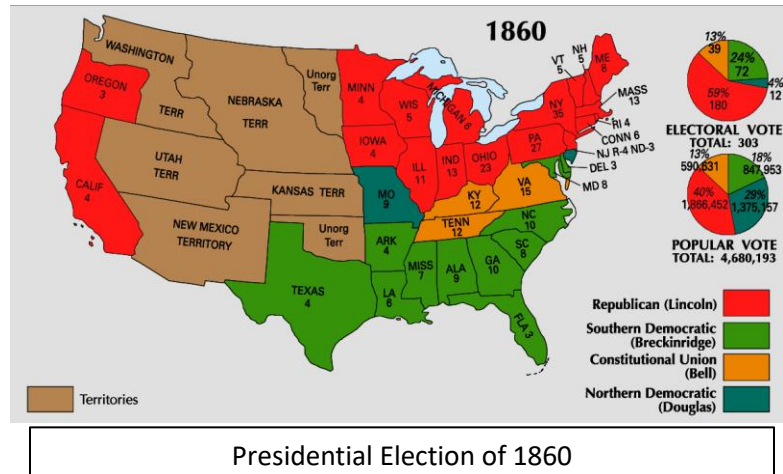 1860
WASHINGTON
TERR
OREGON
3
CALIF
4
NEBRASKA
TERR
Unorg
Terr
UTAH
TERR
KANSAS TERR
NEW MEXICO
TERRITORY
Unorg
Terr
TEXAS
4
MINN
4
IOWA
4
MO
9
ARK
4
LA
6
WIS
5
ILL
11
MICHIGAN 6
IND
13
OHIO
23
KY
12
TENN
12
MISS
7
ALA
9
GA
10
FLA 3
SC
8
NC
10
VA
15
PA
27
NY
35
VT
5
NH
5
ME
8
MASS
13
RI 4
CONN 6
NJ R-4 ND-3
DEL 3
MD 8
13%
39
24%
72
4%
12
59%
180
ELECTORAL VOTE
TOTAL: 303
13%
590,631
18%
847,953
40%
1,866,452
29%
1,375,157
POPULAR VOTE
TOTAL: 4,680,193
Republican (Lincoln)
Southern Democratic
(Breckinridge)
Constitutional Union
(Bell)
Northern Democratic
(Douglas)
Territories
Presidential Election of 1860